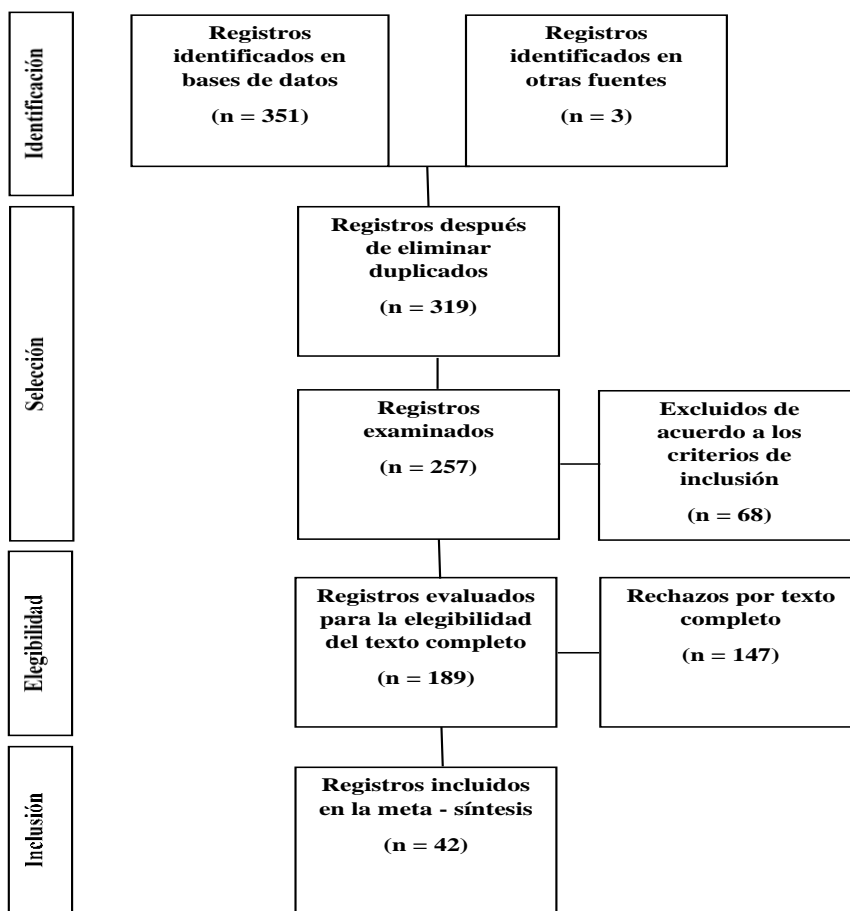 Identificación
Registros
identificados en
bases de datos
(n = 351)
Registros
identificados en
otras fuentes
(n = 3)
Selección
Registros después
de eliminar
duplicados
(n = 319)
Registros
examinados
(n = 257)
Excluidos de
acuerdo a los
criterios de
inclusión
(n = 68)
Elegibilidad
Registros evaluados
para la elegibilidad
del texto completo
(n = 189)
Rechazos por texto
completo
(n = 147)
Inclusión
Registros incluidos
en la meta - síntesis
(n = 42)